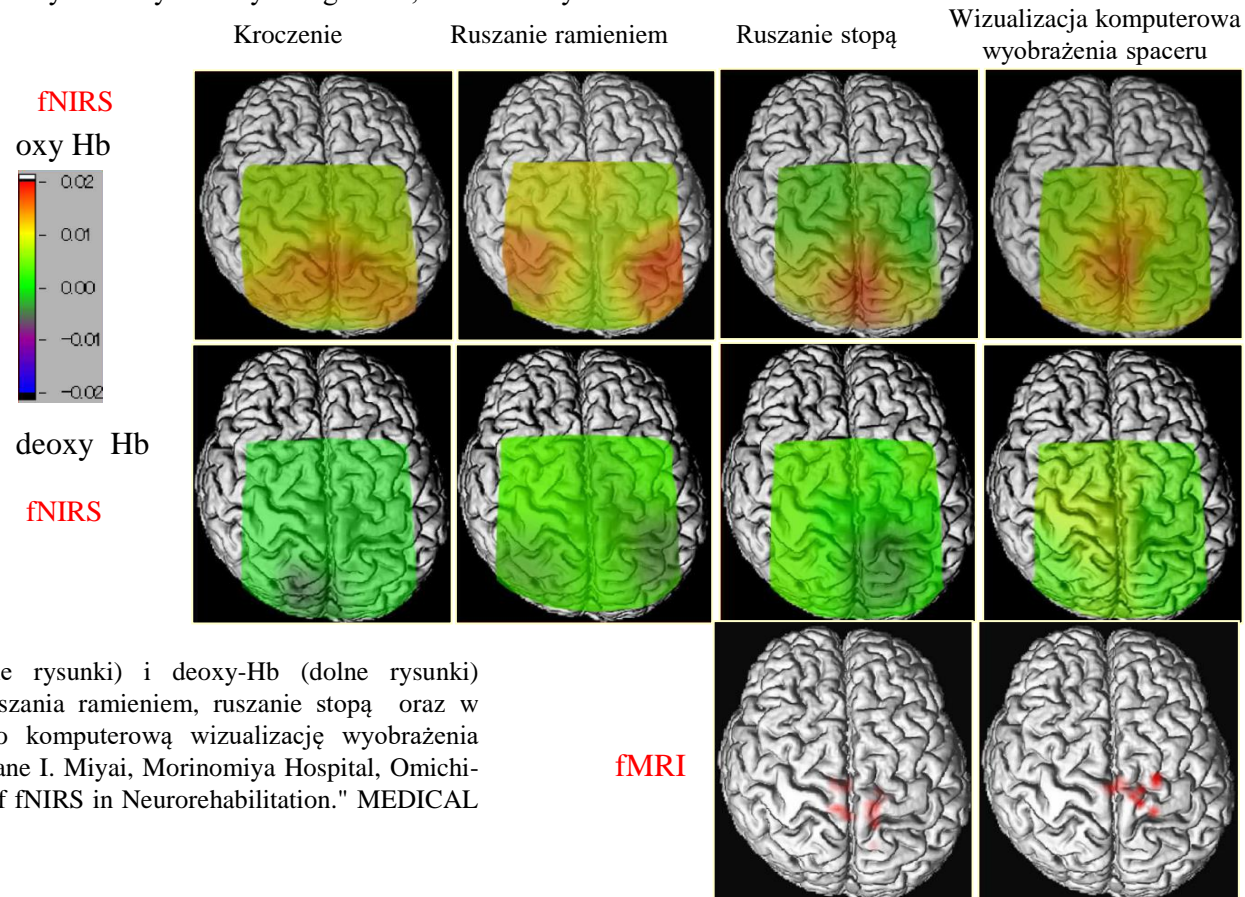 Kroczenie
Ruszanie ramieniem
Ruszanie stopą
Wizualizacja komputerowa
wyobrażenia spaceru
fNIRS
oxy Hb
0.02
0.01
0.00
-0.01
-0.02
deoxy Hb
fNIRS
rysunki) i deoxy-Hb (dolne rysunki)
ramieniem, ruszanie stopą oraz w
komputerową wizualizację wyobrażenia
I. Miyai, Morinomiya Hospital, Omichi-
fNIRS in Neurorehabilitation." MEDICAL
fMRI